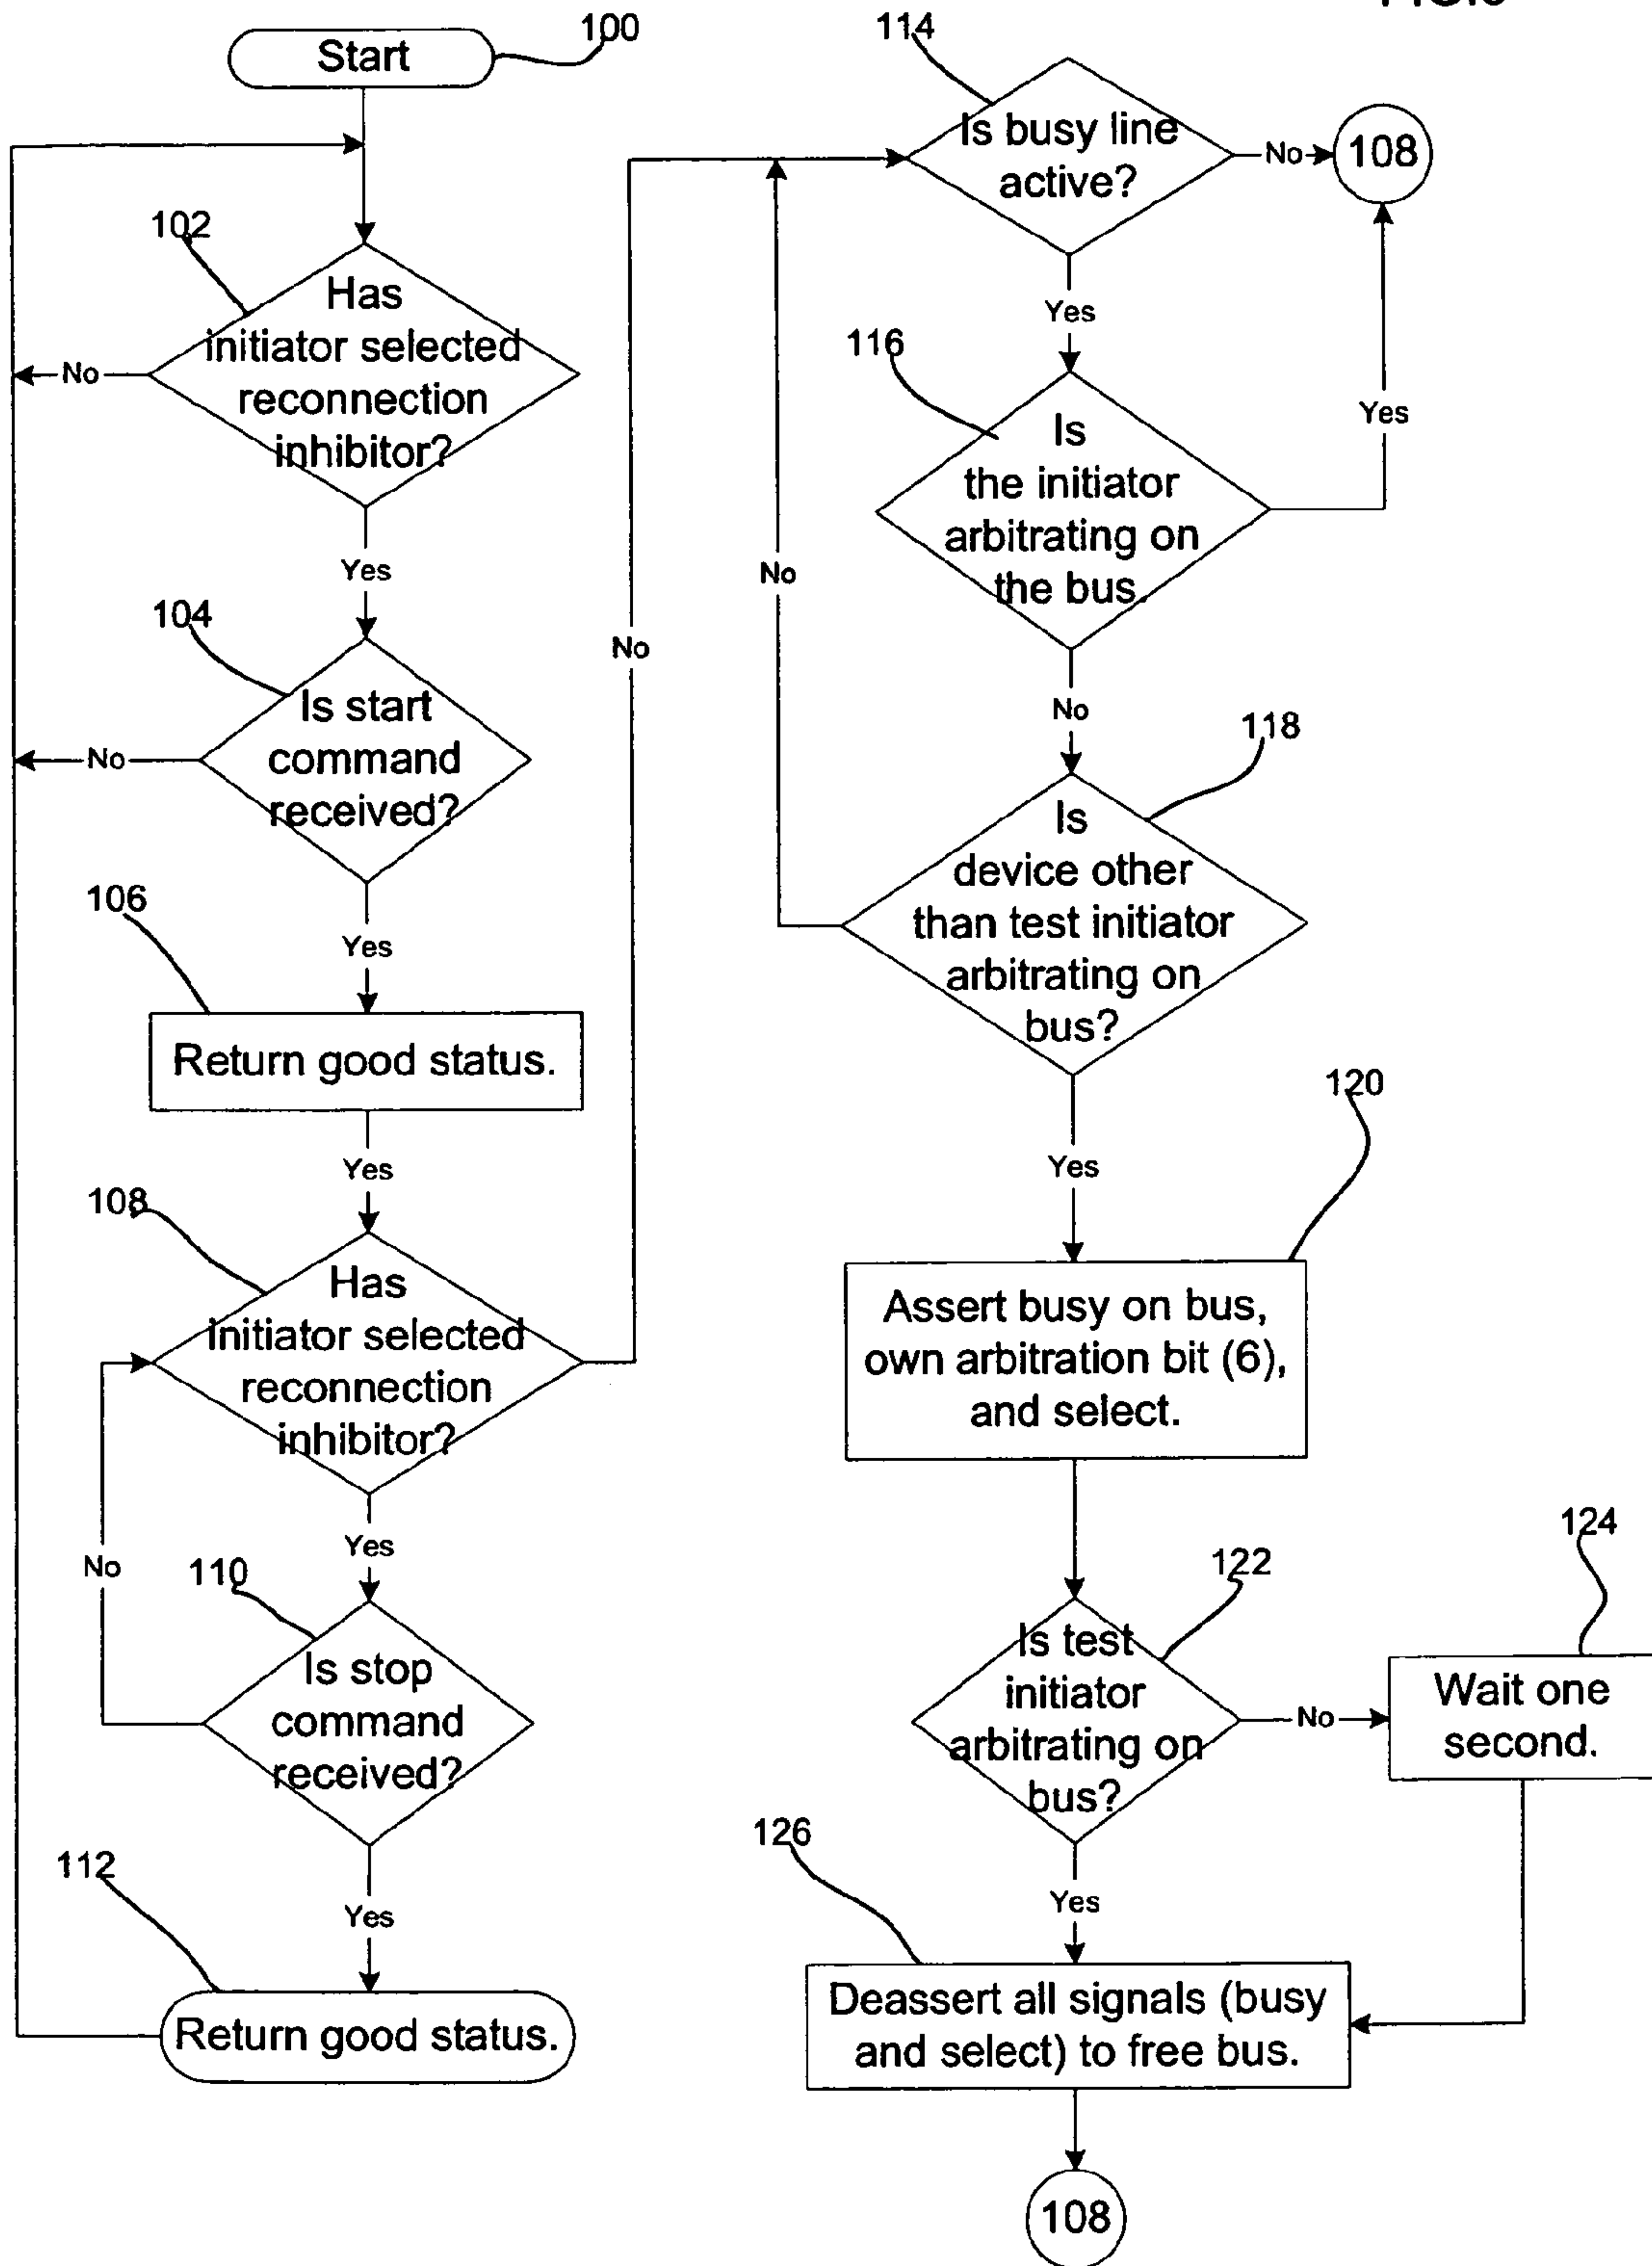 Start
100
102
Has
initiator selected
reconnection
inhibitor?
No
Yes
104
Is start
command
received?
No
Yes
106
Return good status.
Yes
108
Has
initiator selected
reconnection
inhibitor?
No
Yes
110
Is stop
command
received?
No
Yes
112
Return good status.
114
Is busy line
active?
No
108
Yes
116
Is
the initiator
arbitrating on
the bus.
Yes
No
118
Is
device other
than test initiator
arbitrating on
bus?
No
Yes
120
Assert busy on bus,
own arbitration bit (6),
and select.
122
Is test
initiator
arbitrating on
bus?
No
124
Wait one
second.
Yes
126
Deassert all signals (busy
and select) to free bus.
108